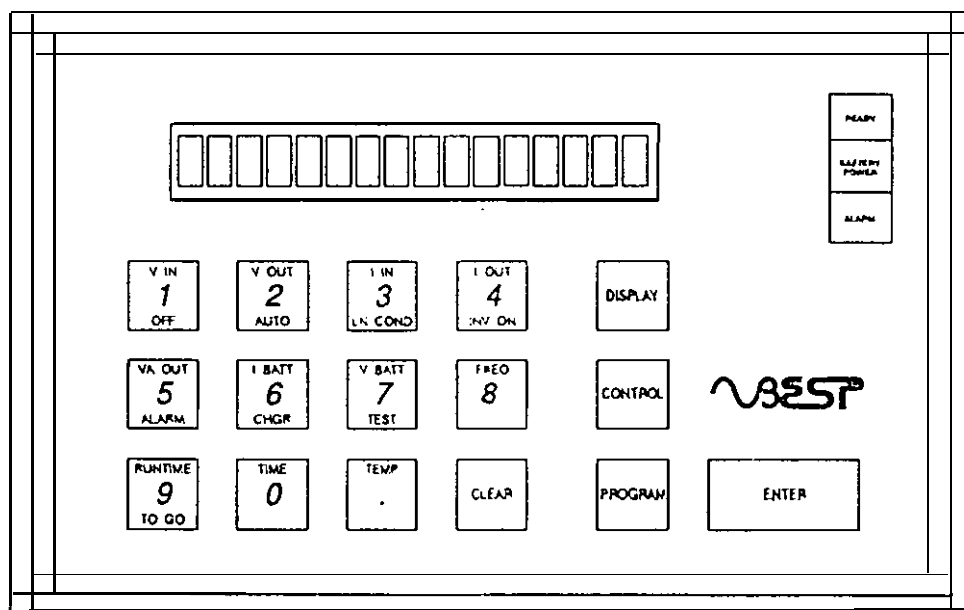 READY
BATTERY
POWER
ALARM
V IN
1
OFF
V OUT
2
AUTO
I IN
3
LN COND
I OUT
4
INV ON
DISPLAY
VA OUT
5
ALARM
I BATT
6
CHGR
V BATT
7
TEST
FREQ
8
CONTROL
BEST
RUNTIME
9
TO GO
TIME
0
TEMP
.
CLEAR
PROGRAM
ENTER